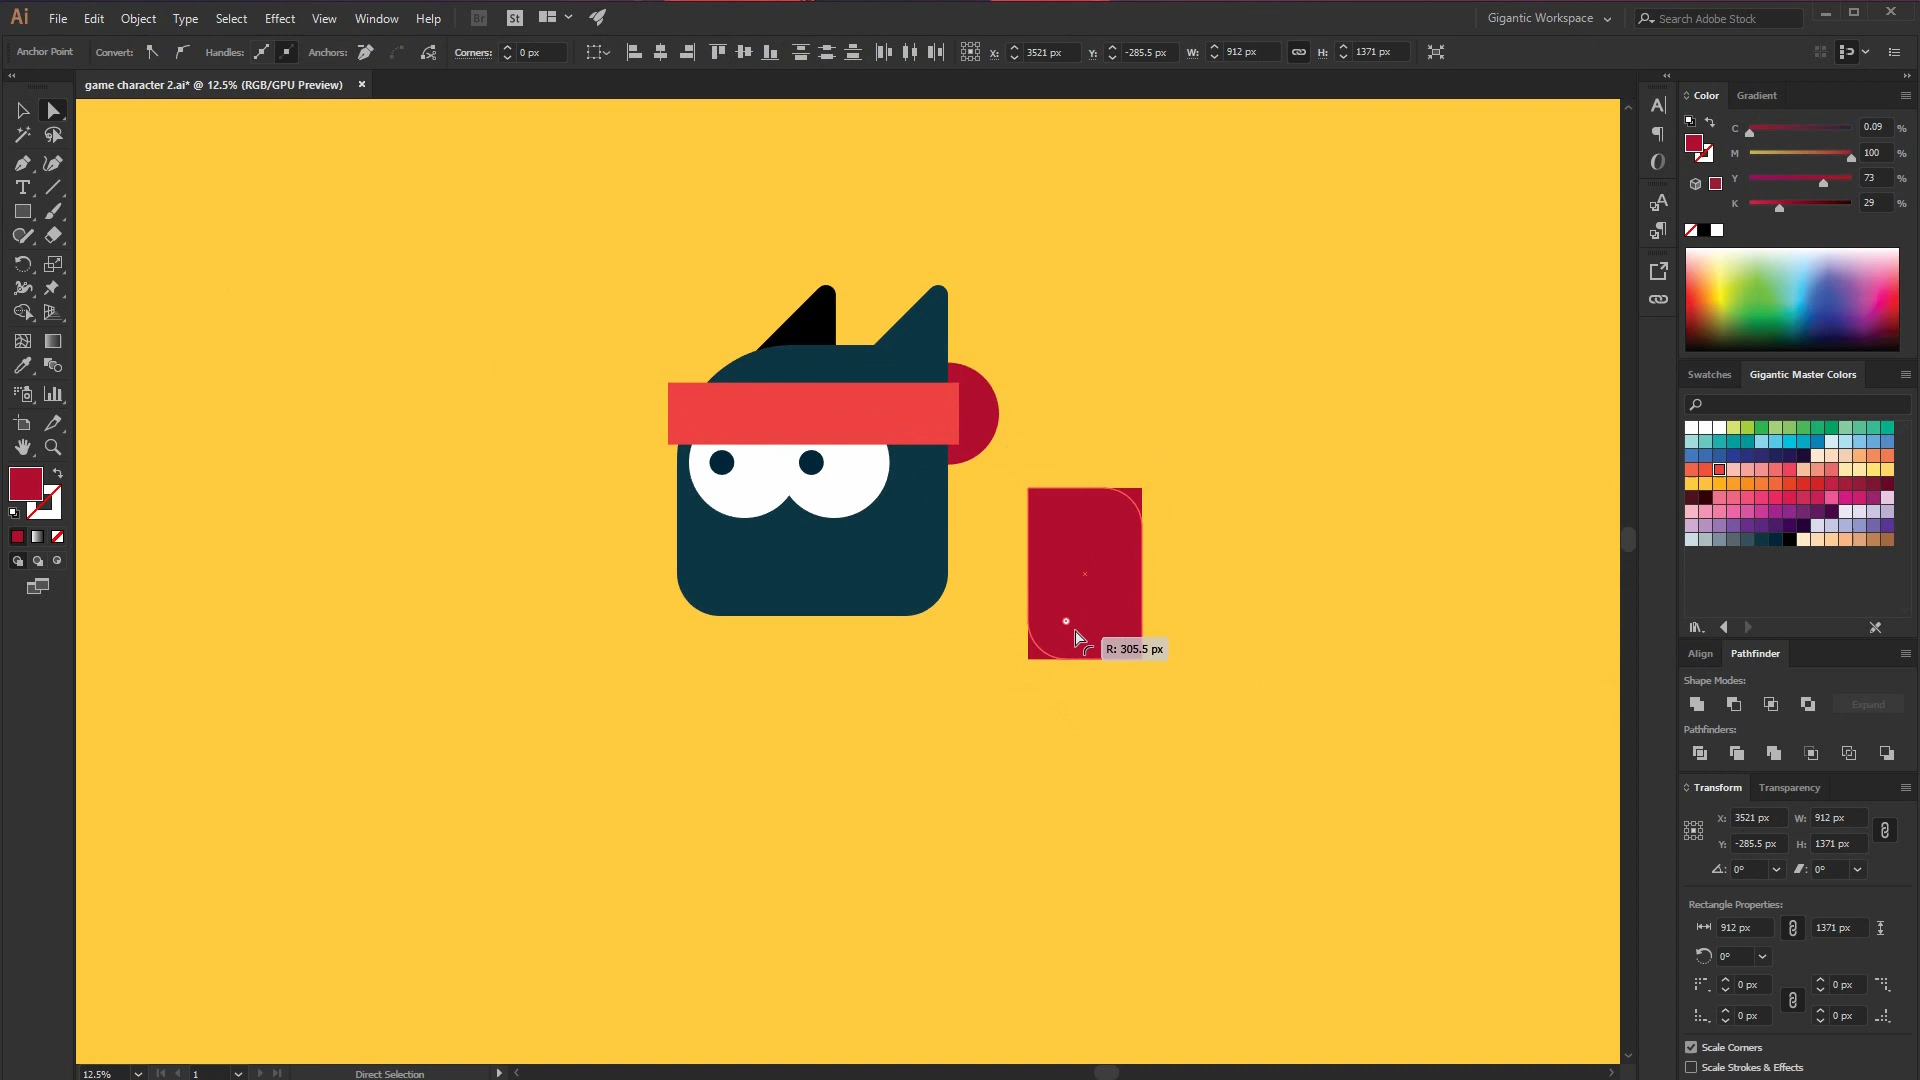 Ai File Edit Object Type Select Effect View Window Help Br St Gigantic Workspace Search Adobe Stock
Anchor Point Convert: Handles: Anchors: Corners: 0 px X: 3521 px Y: -285.5 px W: 912 px H: 1371 px
game character 2.ai* @ 12.5% (RGB/GPU Preview) ×
Color Gradient
C 0.09 %
M 100 %
Y 73 %
K 29 %
Swatches Gigantic Master Colors
R: 305.5 px
Align Pathfinder
Shape Modes:
Expand
Pathfinders:
Transform Transparency
X: 3521 px W: 912 px
Y: -285.5 px H: 1371 px
0° 0°
Rectangle Properties:
912 px 1371 px
0°
0 px 0 px
0 px 0 px
Scale Corners
Scale Strokes & Effects
12.5% 1 Direct Selection